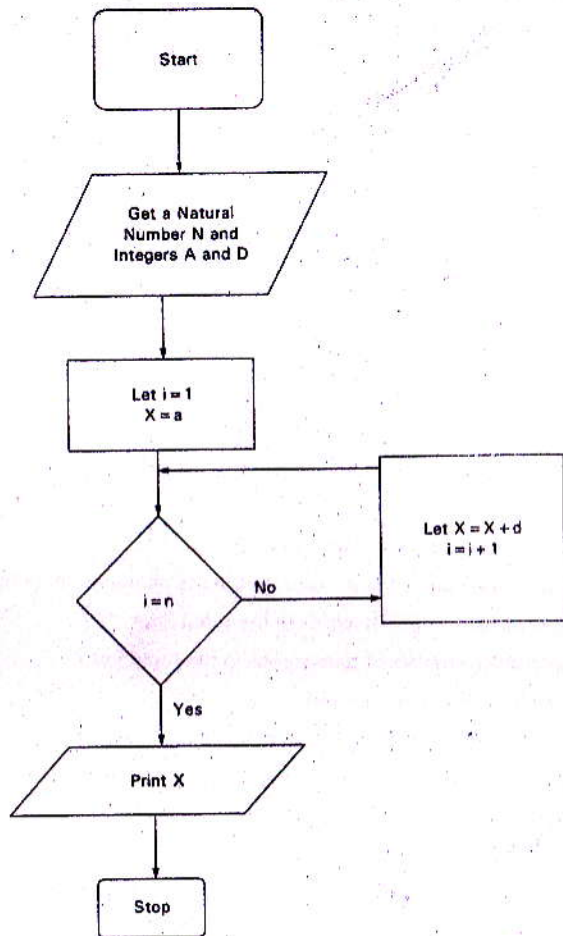 Start
Get a Natural
Number N and
Integers A and D
Let i = 1
X = a
i = n
No
Let X = X + d
i = i + 1
Yes
Print X
Stop